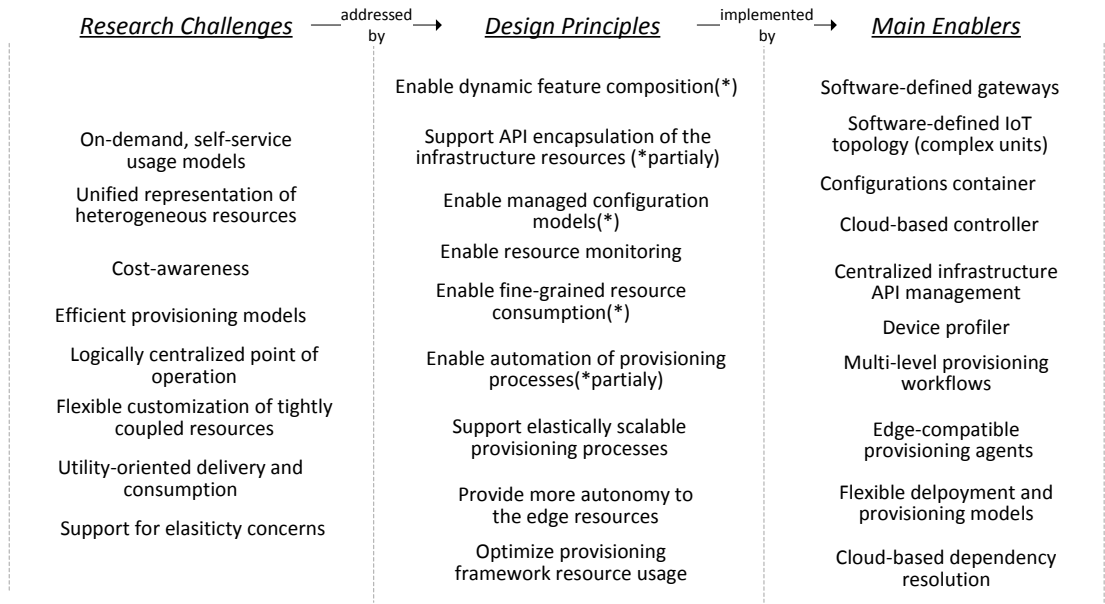 Research Challenges
addressed
by
Design Principles
implemented
by
Main Enablers
On-demand, self-service
usage models
Unified representation of
heterogeneous resources
Cost-awareness
Efficient provisioning models
Logically centralized point of
operation
Flexible customization of tightly
coupled resources
Utility-oriented delivery and
consumption
Support for elasiticty concerns
Enable dynamic feature composition(*)
Support API encapsulation of the
infrastructure resources (*partialy)
Enable managed configuration
models(*)
Enable resource monitoring
Enable fine-grained resource
consumption(*)
Enable automation of provisioning
processes(*partialy)
Support elastically scalable
provisioning processes
Provide more autonomy to
the edge resources
Optimize provisioning
framework resource usage
Software-defined gateways
Software-defined IoT
topology (complex units)
Configurations container
Cloud-based controller
Centralized infrastructure
API management
Device profiler
Multi-level provisioning
workflows
Edge-compatible
provisioning agents
Flexible delpoyment and
provisioning models
Cloud-based dependency
resolution